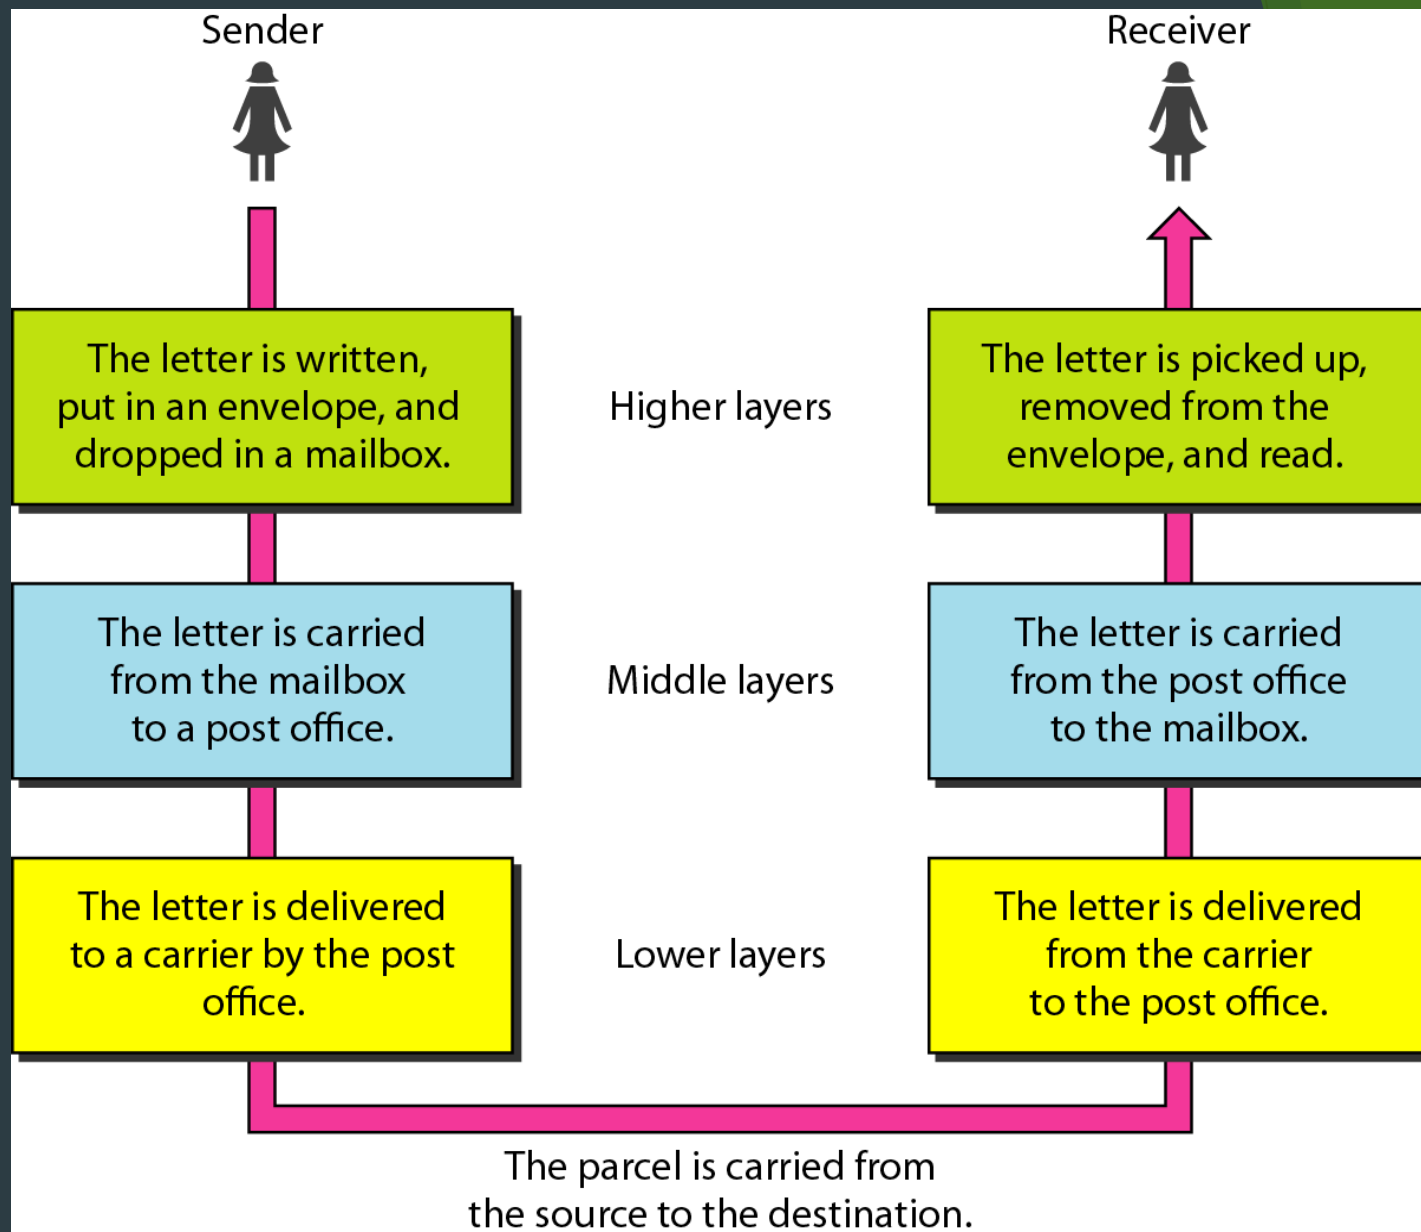 Sender
Receiver
The letter is written,
put in an envelope, and
dropped in a mailbox.
Higher layers
The letter is picked up,
removed from the
envelope, and read.
The letter is carried
from the mailbox
to a post office.
Middle layers
The letter is carried
from the post office
to the mailbox.
The letter is delivered
to a carrier by the post
office.
Lower layers
The letter is delivered
from the carrier
to the post office.
The parcel is carried from
the source to the destination.